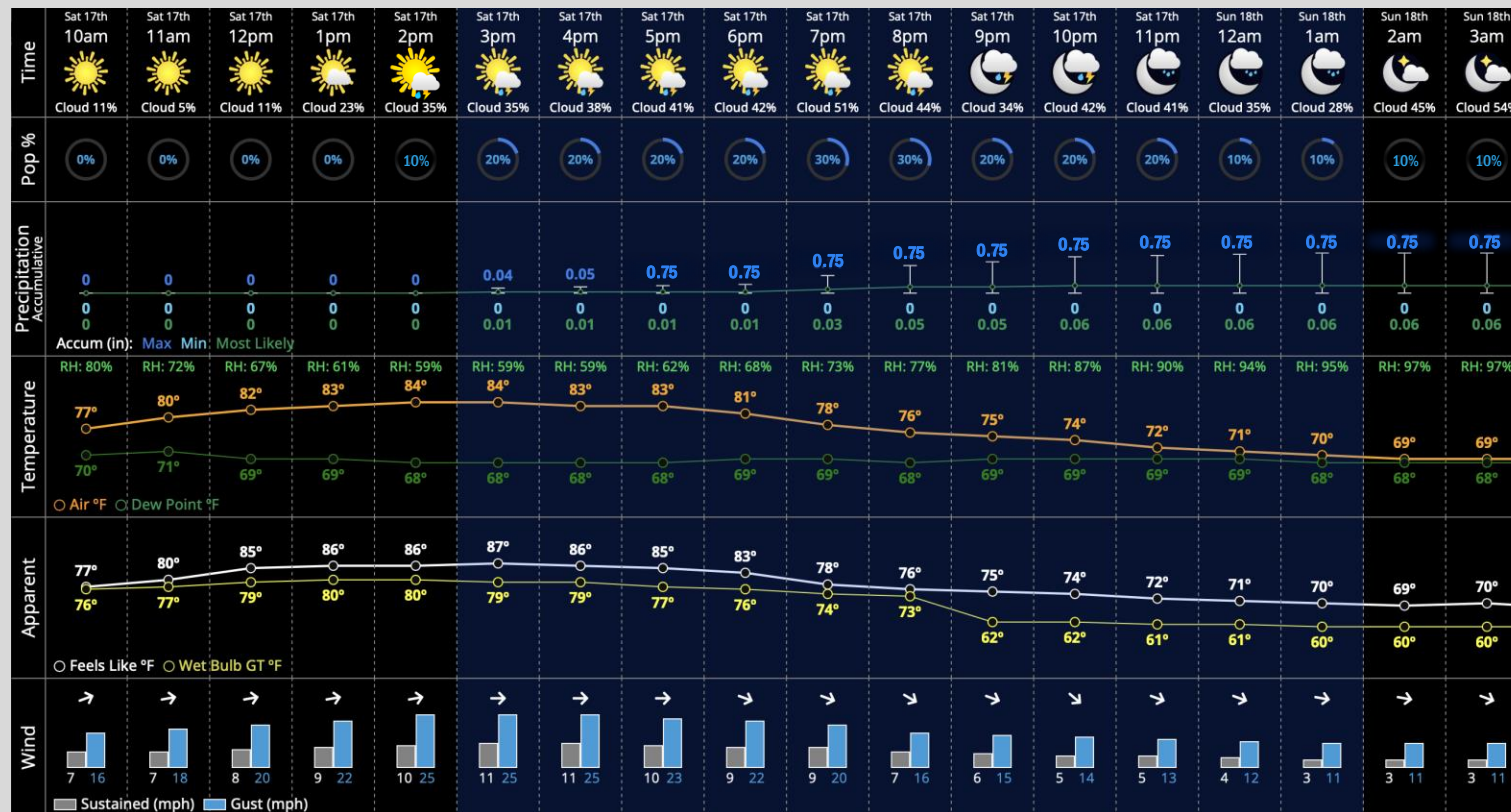 Time
Sat 17th Sat 17th Sat 17th Sat 17th Sat 17th Sat 17th Sat 17th Sat 17th Sat 17th Sat 17th Sat 17th Sat 17th Sat 17th Sat 17th Sun 18th Sun 18th Sun 18th Sun 18th
10am 11am 12pm 1pm 2pm 3pm 4pm 5pm 6pm 7pm 8pm 9pm 10pm 11pm 12am 1am 2am 3am
Cloud 11% Cloud 5% Cloud 11% Cloud 23% Cloud 35% Cloud 35% Cloud 38% Cloud 41% Cloud 42% Cloud 51% Cloud 44% Cloud 34% Cloud 42% Cloud 41% Cloud 35% Cloud 28% Cloud 45% Cloud 54%
Pop %
0% 0% 0% 0% 10% 20% 20% 20% 20% 30% 30% 20% 20% 20% 10% 10% 10% 10%
Precipitation
Accumulative
0 0 0 0 0 0.04 0.05 0.75 0.75 0.75 0.75 0.75 0.75 0.75 0.75 0.75 0.75 0.75
0 0 0 0 0 0 0 0 0 0 0 0 0 0 0 0 0 0
0 0 0 0 0 0.01 0.01 0.01 0.01 0.03 0.05 0.05 0.06 0.06 0.06 0.06 0.06 0.06
Accum (in): Max Min Most Likely
Temperature
RH: 80% RH: 72% RH: 67% RH: 61% RH: 59% RH: 59% RH: 59% RH: 62% RH: 68% RH: 73% RH: 77% RH: 81% RH: 87% RH: 90% RH: 94% RH: 95% RH: 97% RH: 97%
77° 80° 82° 83° 84° 84° 83° 83° 81° 78° 76° 75° 74° 72° 71° 70° 69° 69°
70° 71° 69° 69° 68° 68° 68° 68° 69° 69° 68° 69° 69° 69° 69° 68° 68° 68°
Air °F Dew Point °F
Apparent
77° 80° 85° 86° 86° 87° 86° 85° 83° 78° 76° 75° 74° 72° 71° 70° 69° 70°
76° 77° 79° 80° 80° 79° 79° 77° 76° 74° 73° 62° 62° 61° 61° 60° 60° 60°
Feels Like °F Wet Bulb GT °F
Wind
7 16 7 18 8 20 9 22 10 25 11 25 11 25 10 23 9 22 9 20 7 16 6 15 5 14 5 13 4 12 3 11 3 11 3 11
Sustained (mph) Gust (mph)